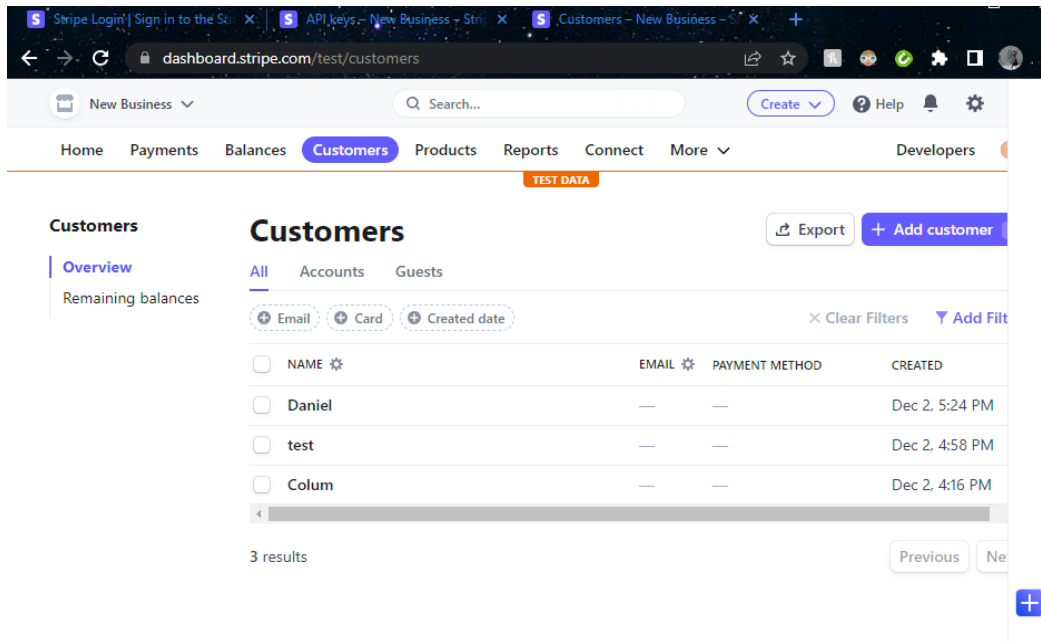 S Stripe Login | Sign in to the Str S API keys – New Business – Strip S Customers – New Business – S
dashboard.stripe.com/test/customers
New Business Search... Create Help
Home Payments Balances Customers Products Reports Connect More Developers
TEST DATA
Customers
Overview
Remaining balances
Customers
Export + Add customer
All Accounts Guests
Email Card Created date Clear Filters Add Filt
NAME EMAIL PAYMENT METHOD CREATED
Daniel — — Dec 2, 5:24 PM
test — — Dec 2, 4:58 PM
Colum — — Dec 2, 4:16 PM
3 results
Previous Ne